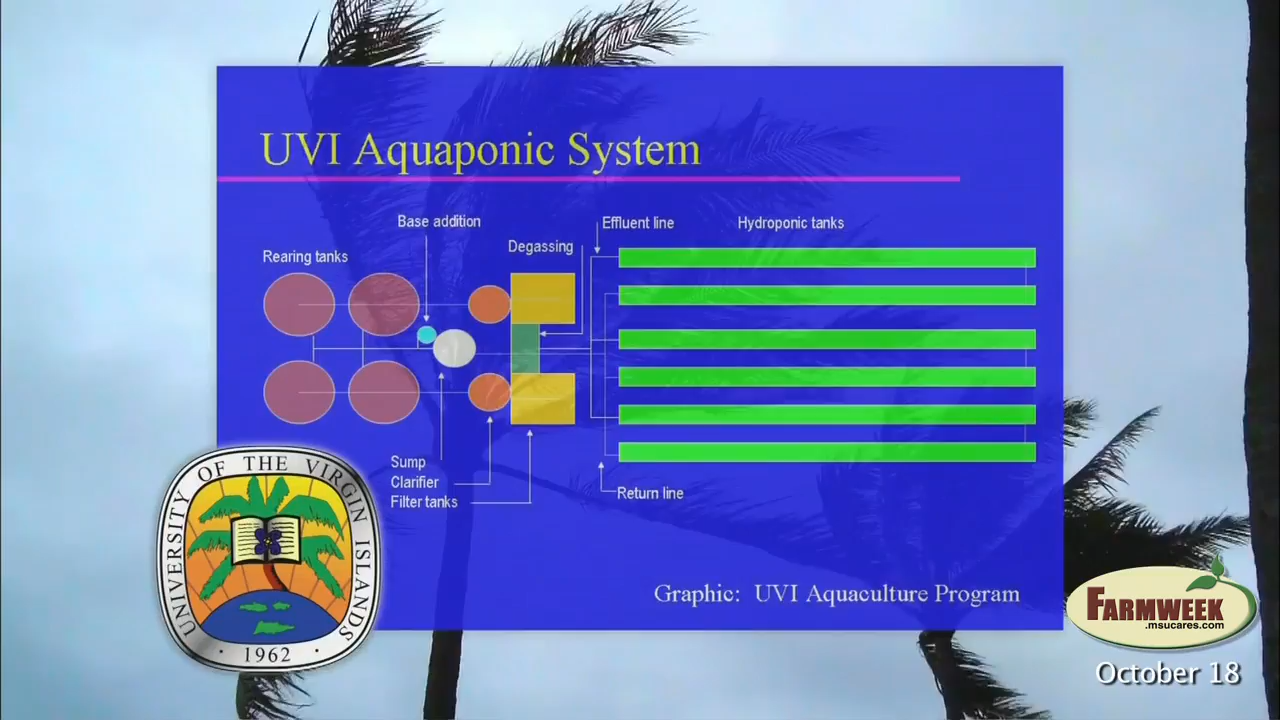 UVI Aquaponic System
Base addition
Effluent line
Hydroponic tanks
Degassing
Rearing tanks
Sump
Clarifier
Filter tanks
Return line
Graphic: UVI Aquaculture Program
UNIVERSITY OF THE VIRGIN ISLANDS
· 1962 ·
FARMWEEK
.msucares.com
October 18